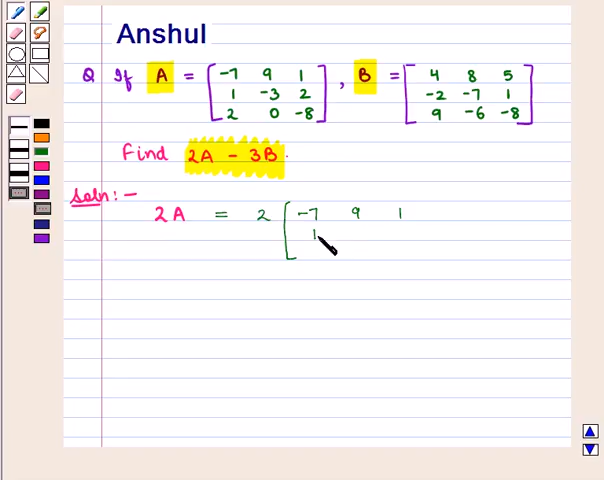 Anshul
Q If A = [ -7 9 1 , B = [ 4 8 5
1 -3 2 -2 -7 1
2 0 -8 ] 9 -6 -8 ]
Find 2A - 3B.
Soln:-
2A = 2 [ -7 9 1
1